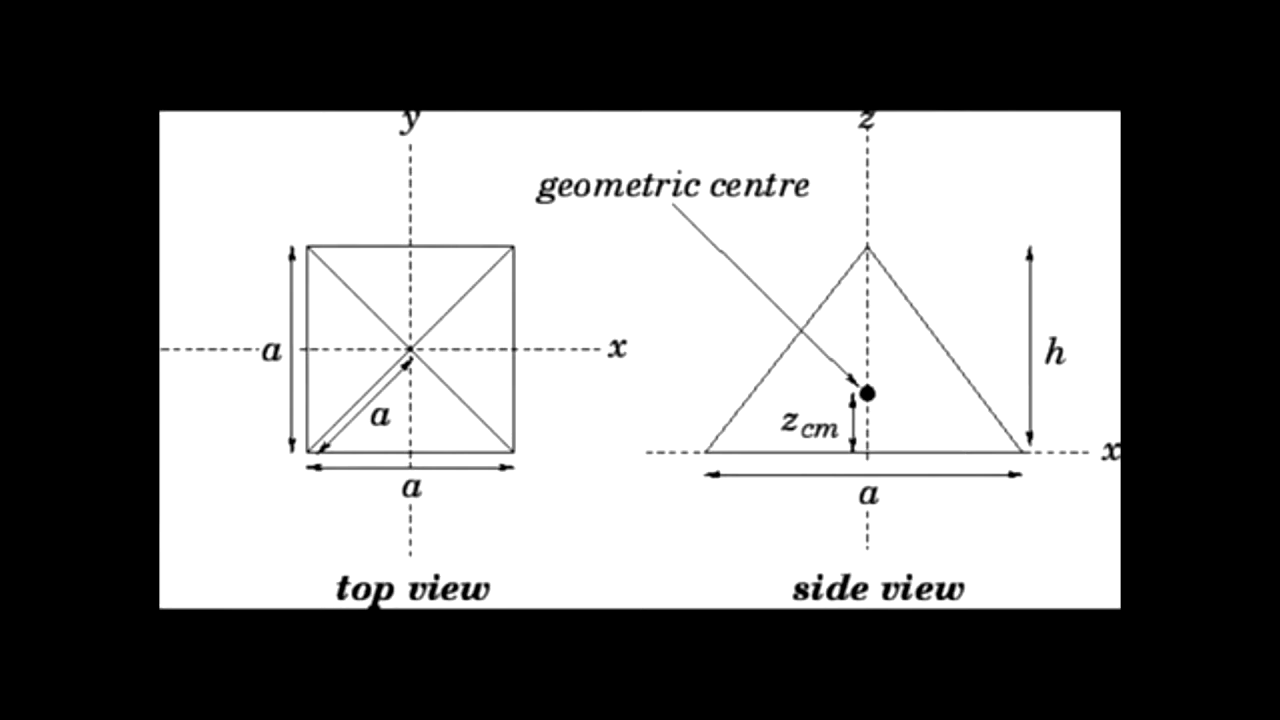 y
z
geometric centre
a
x
h
a
z_cm
x
a
a
top view
side view